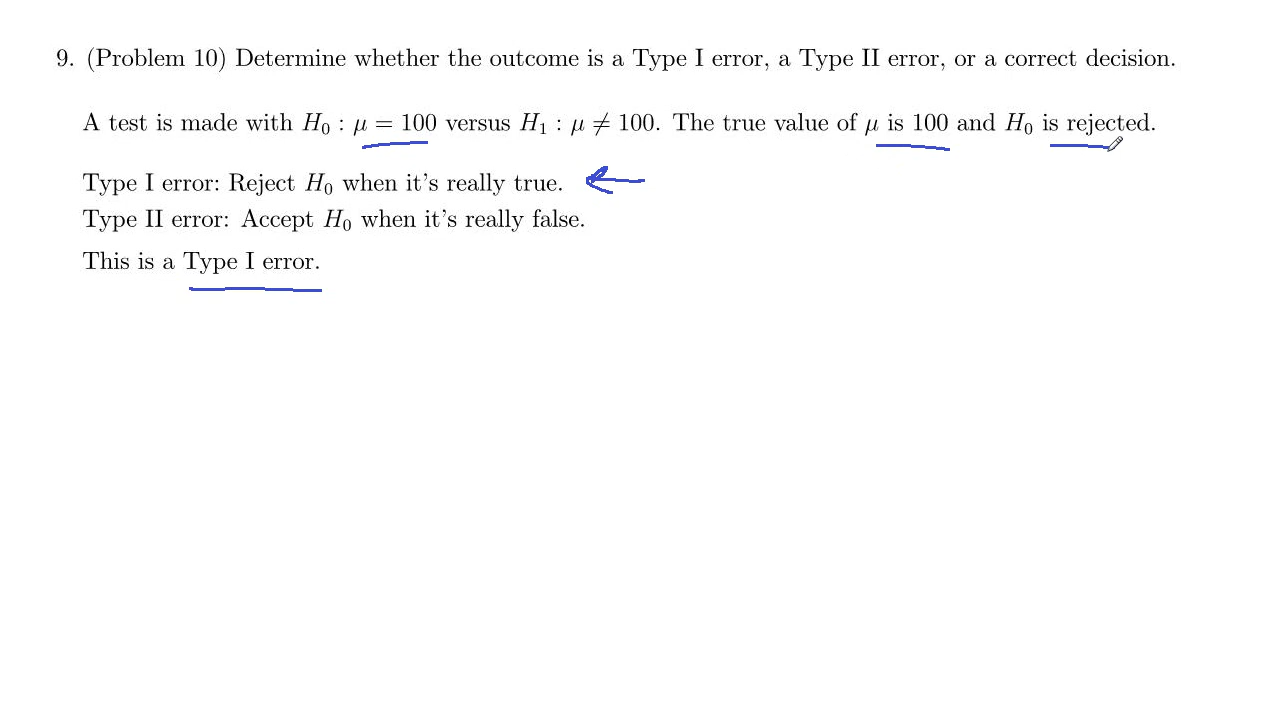 9. (Problem 10) Determine whether the outcome is a Type I error, a Type II error, or a correct decision.
A test is made with H₀ : μ = 100 versus H₁ : μ ≠ 100. The true value of μ is 100 and H₀ is rejected.
Type I error: Reject H₀ when it's really true.
Type II error: Accept H₀ when it's really false.
This is a Type I error.